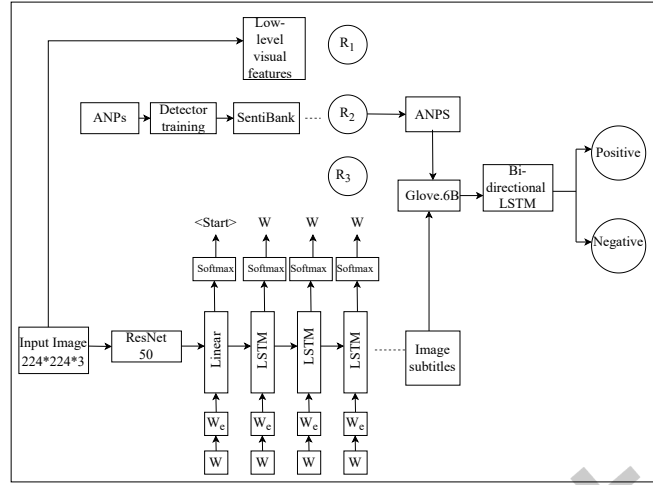 Low-
level
visual
features
R1
ANPs
Detector
training
SentiBank
R2
ANPS
R3
Glove.6B
Bi-
directional
LSTM
Positive
Negative
<Start>
W
W
W
Softmax
Softmax
Softmax
Softmax
Input Image
224*224*3
ResNet
50
Linear
LSTM
LSTM
LSTM
Image
subtitles
We
We
We
We
W
W
W
W